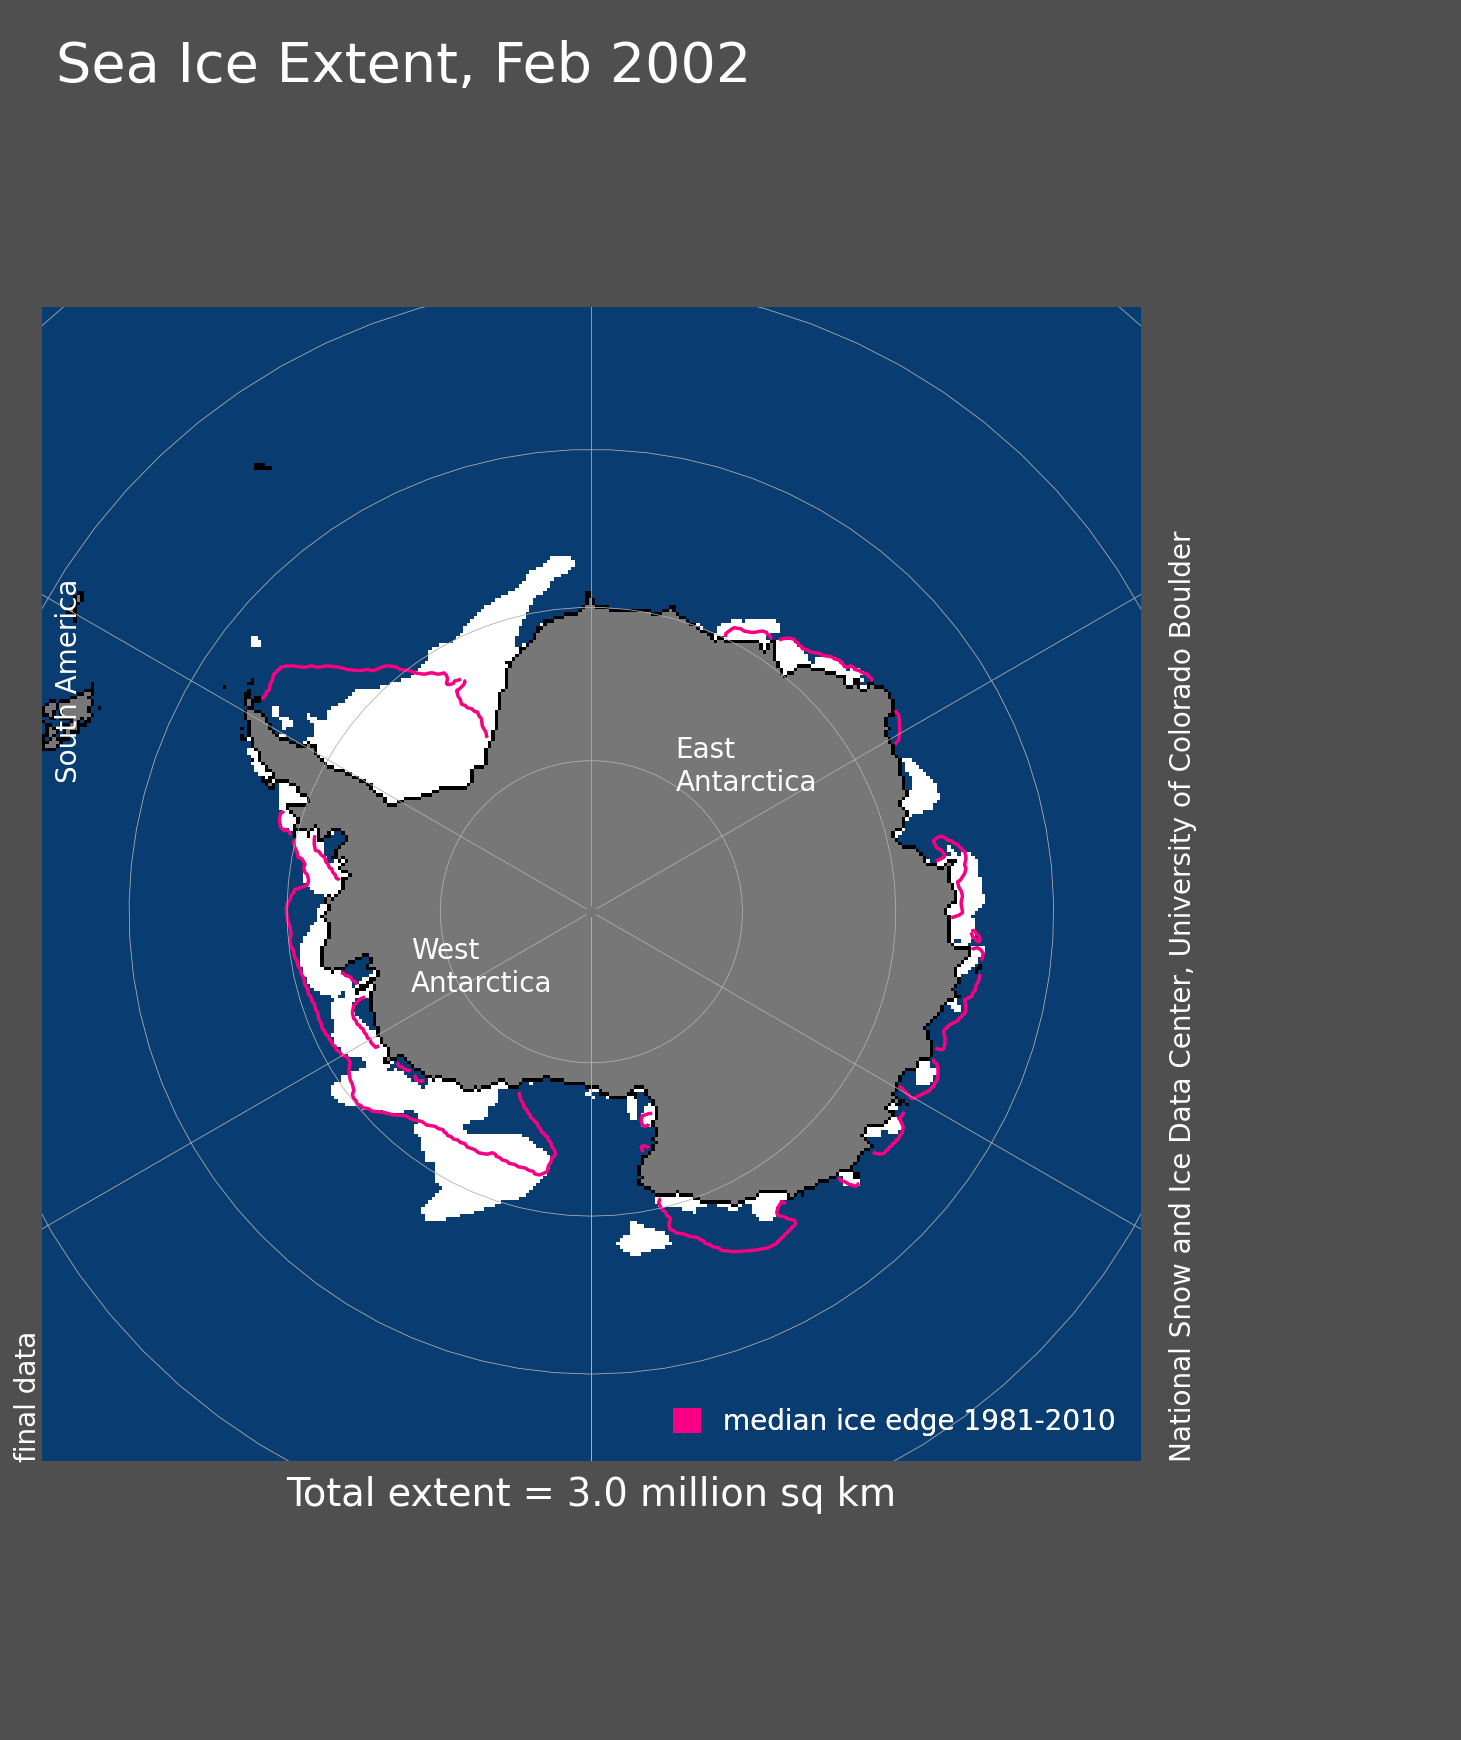 Sea Ice Extent, Feb 2002
South America
East
Antarctica
West
Antarctica
median ice edge 1981-2010
final data
National Snow and Ice Data Center, University of Colorado Boulder
Total extent = 3.0 million sq km